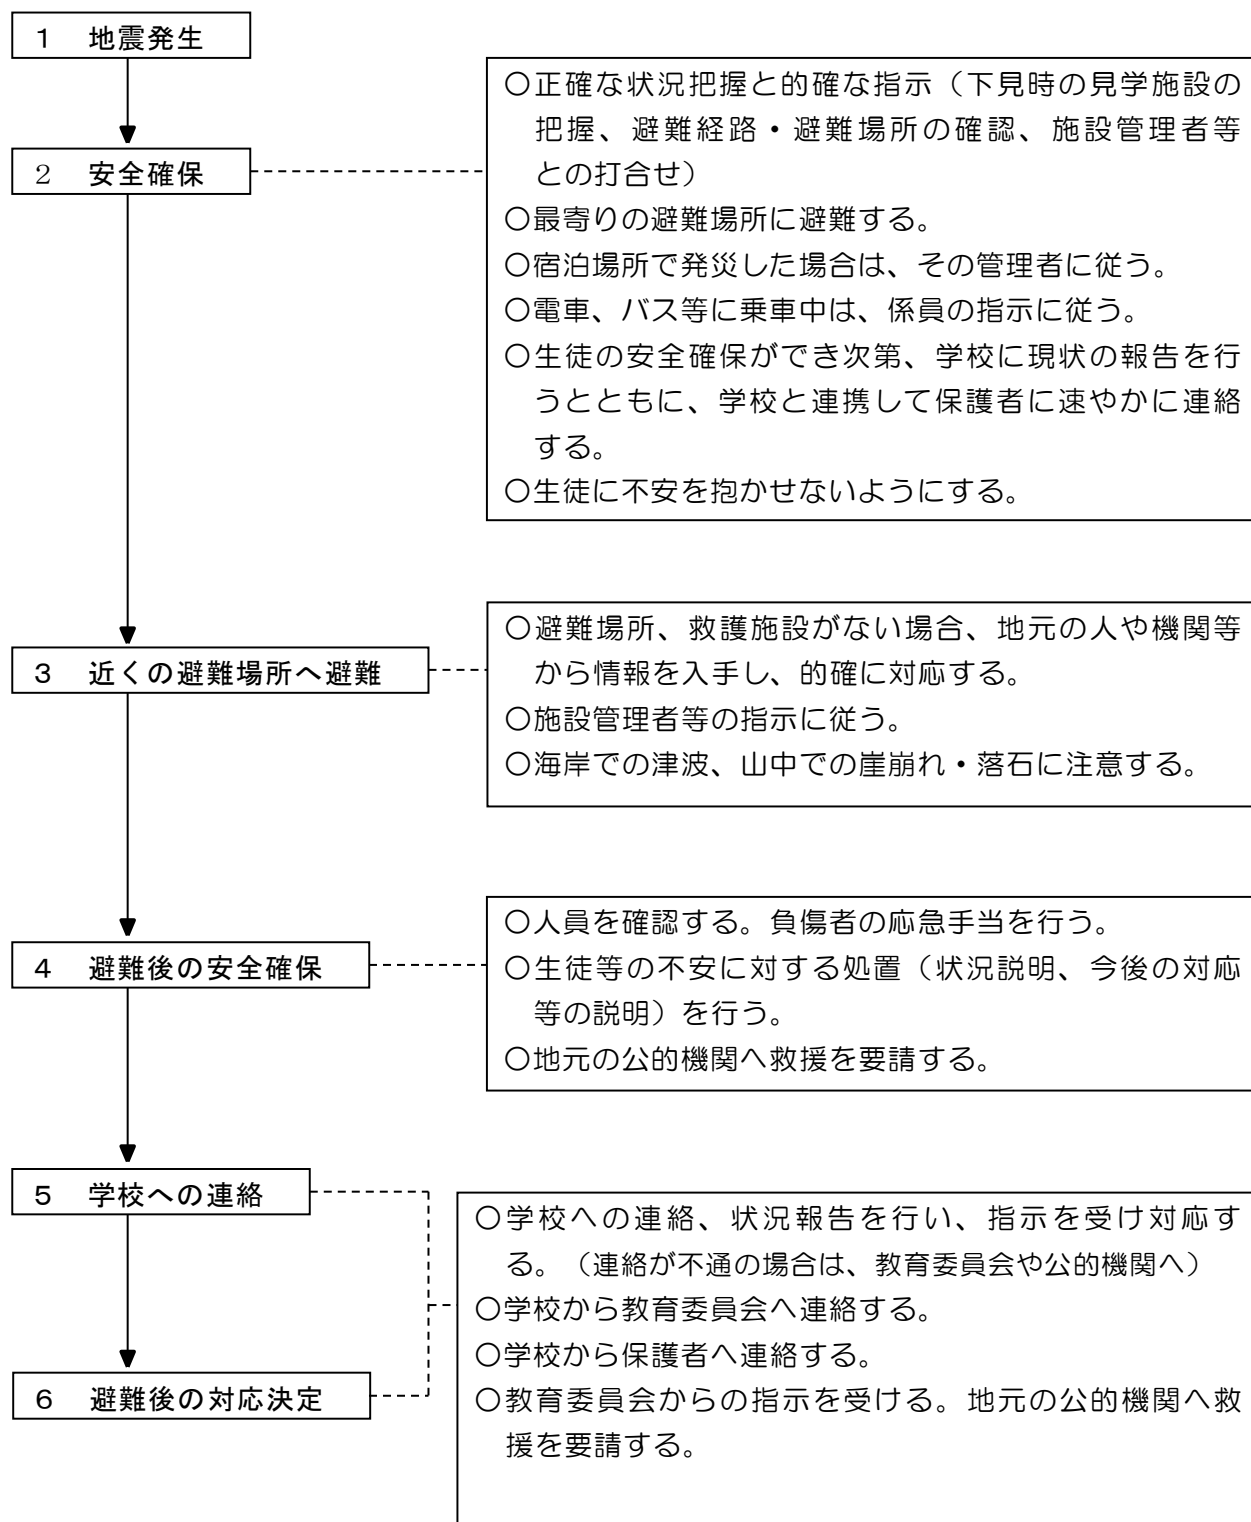 １　地震発生
２　安全確保
〇正確な状況把握と的確な指示（下見時の見学施設の
把握、避難経路・避難場所の確認、施設管理者等
との打合せ）
〇最寄りの避難場所に避難する。
〇宿泊場所で発災した場合は、その管理者に従う。
〇電車、バス等に乗車中は、係員の指示に従う。
〇生徒の安全確保ができ次第、学校に現状の報告を行
うとともに、学校と連携して保護者に速やかに連絡
する。
〇生徒に不安を抱かせないようにする。
３　近くの避難場所へ避難
〇避難場所、救護施設がない場合、地元の人や機関等
から情報を入手し、的確に対応する。
〇施設管理者等の指示に従う。
〇海岸での津波、山中での崖崩れ・落石に注意する。
４　避難後の安全確保
〇人員を確認する。負傷者の応急手当を行う。
〇生徒等の不安に対する処置（状況説明、今後の対応
等の説明）を行う。
〇地元の公的機関へ救援を要請する。
５　学校への連絡
６　避難後の対応決定
〇学校への連絡、状況報告を行い、指示を受け対応す
る。（連絡が不通の場合は、教育委員会や公的機関へ）
〇学校から教育委員会へ連絡する。
〇学校から保護者へ連絡する。
〇教育委員会からの指示を受ける。地元の公的機関へ救
援を要請する。